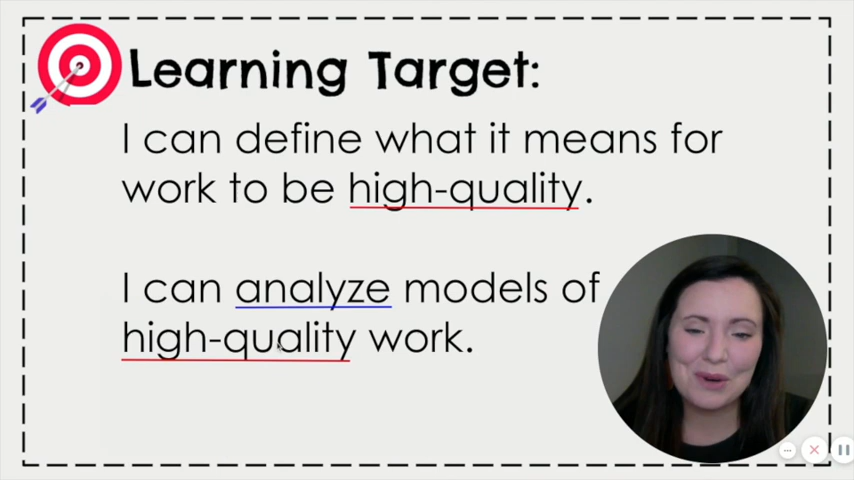 Learning Target:
I can define what it means for
work to be high-quality.
I can analyze models of
high-quality work.